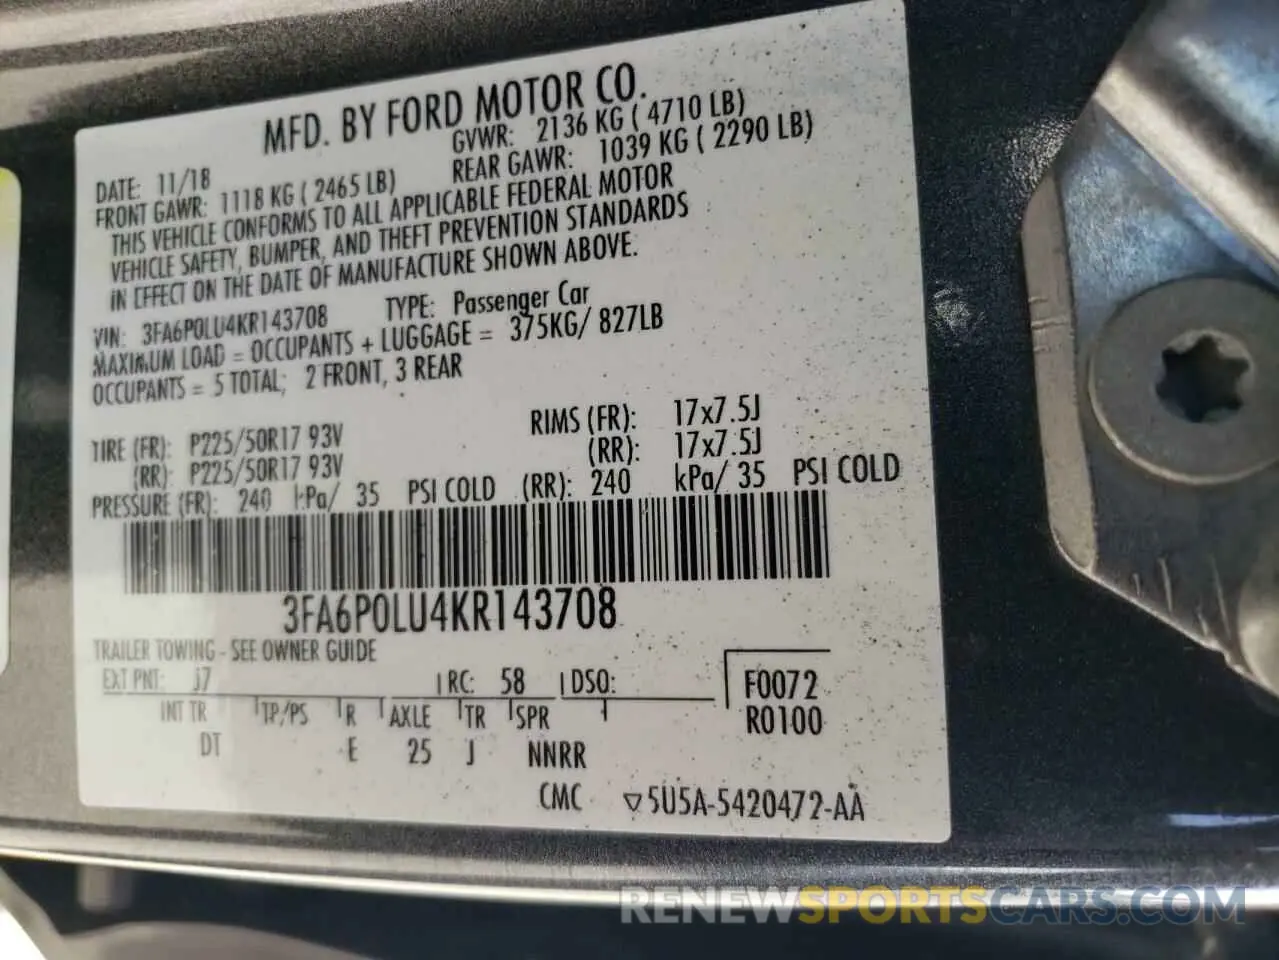 MFD. BY FORD MOTOR CO.
DATE: 11/18 GVWR: 2136 KG ( 4710 LB)
FRONT GAWR: 1118 KG ( 2465 LB) REAR GAWR: 1039 KG ( 2290 LB)
THIS VEHICLE CONFORMS TO ALL APPLICABLE FEDERAL MOTOR
VEHICLE SAFETY, BUMPER, AND THEFT PREVENTION STANDARDS
IN EFFECT ON THE DATE OF MANUFACTURE SHOWN ABOVE.
VIN: 3FA6P0LU4KR143708 TYPE: Passenger Car
MAXIMUM LOAD = OCCUPANTS + LUGGAGE = 375KG/ 827LB
OCCUPANTS = 5 TOTAL; 2 FRONT, 3 REAR
TIRE (FR): P225/50R17 93V RIMS (FR): 17x7.5J
(RR): P225/50R17 93V (RR): 17x7.5J
PRESSURE (FR): 240 kPa/ 35 PSI COLD (RR): 240 kPa/ 35 PSI COLD
3FA6P0LU4KR143708
TRAILER TOWING - SEE OWNER GUIDE
EXT PNT: J7 RC: 58 DSO: F0072
INT TR TP/PS R AXLE TR SPR R0100
DT E 25 J NNRR
CMC ▽5U5A-5420472-AA
RENEWSPORTSCARS.COM